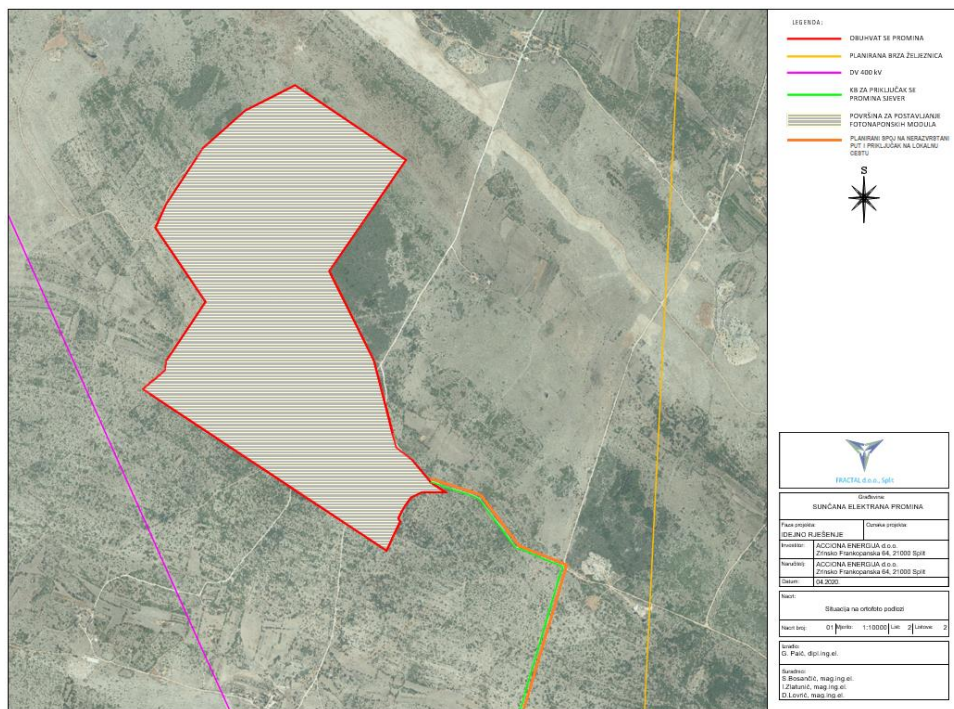 LEGENDA:
OBUHVAT SE PROMINA
PLANIRANA BRZA ŽELJEZNICA
DV 400 kV
KB ZA PRIKLJUČAK SE
PROMINA SJEVER
POVRŠINA ZA POSTAVLJANJE
FOTONAPONSKIH MODULA
PLANIRANI SPOJ NA NERAZVRSTANI
PUT I PRIKLJUČAK NA LOKALNU
CESTU
S
FRACTAL d.o.o., Split
Građevina:
SUNČANA ELEKTRANA PROMINA
Faza projekta: Oznaka projekta:
IDEJNO RJEŠENJE
Investitor: ACCIONA ENERGIJA d.o.o.
Zrinsko Frankopanska 64, 21000 Split
Naručitelj: ACCIONA ENERGIJA d.o.o.
Zrinsko Frankopanska 64, 21000 Split
Datum: 04.2020.
Nacrt:
Situacija na ortofoto podlozi
Nacrt broj: 01 Mjerilo: 1:10000 List: 2 Listova: 2
Izradio:
G. Paić, dipl.ing.el.
Suradnici:
S.Bosančić, mag.ing.el.
I.Zlatunić, mag.ing.el.
D.Lovrić, mag.ing.el.